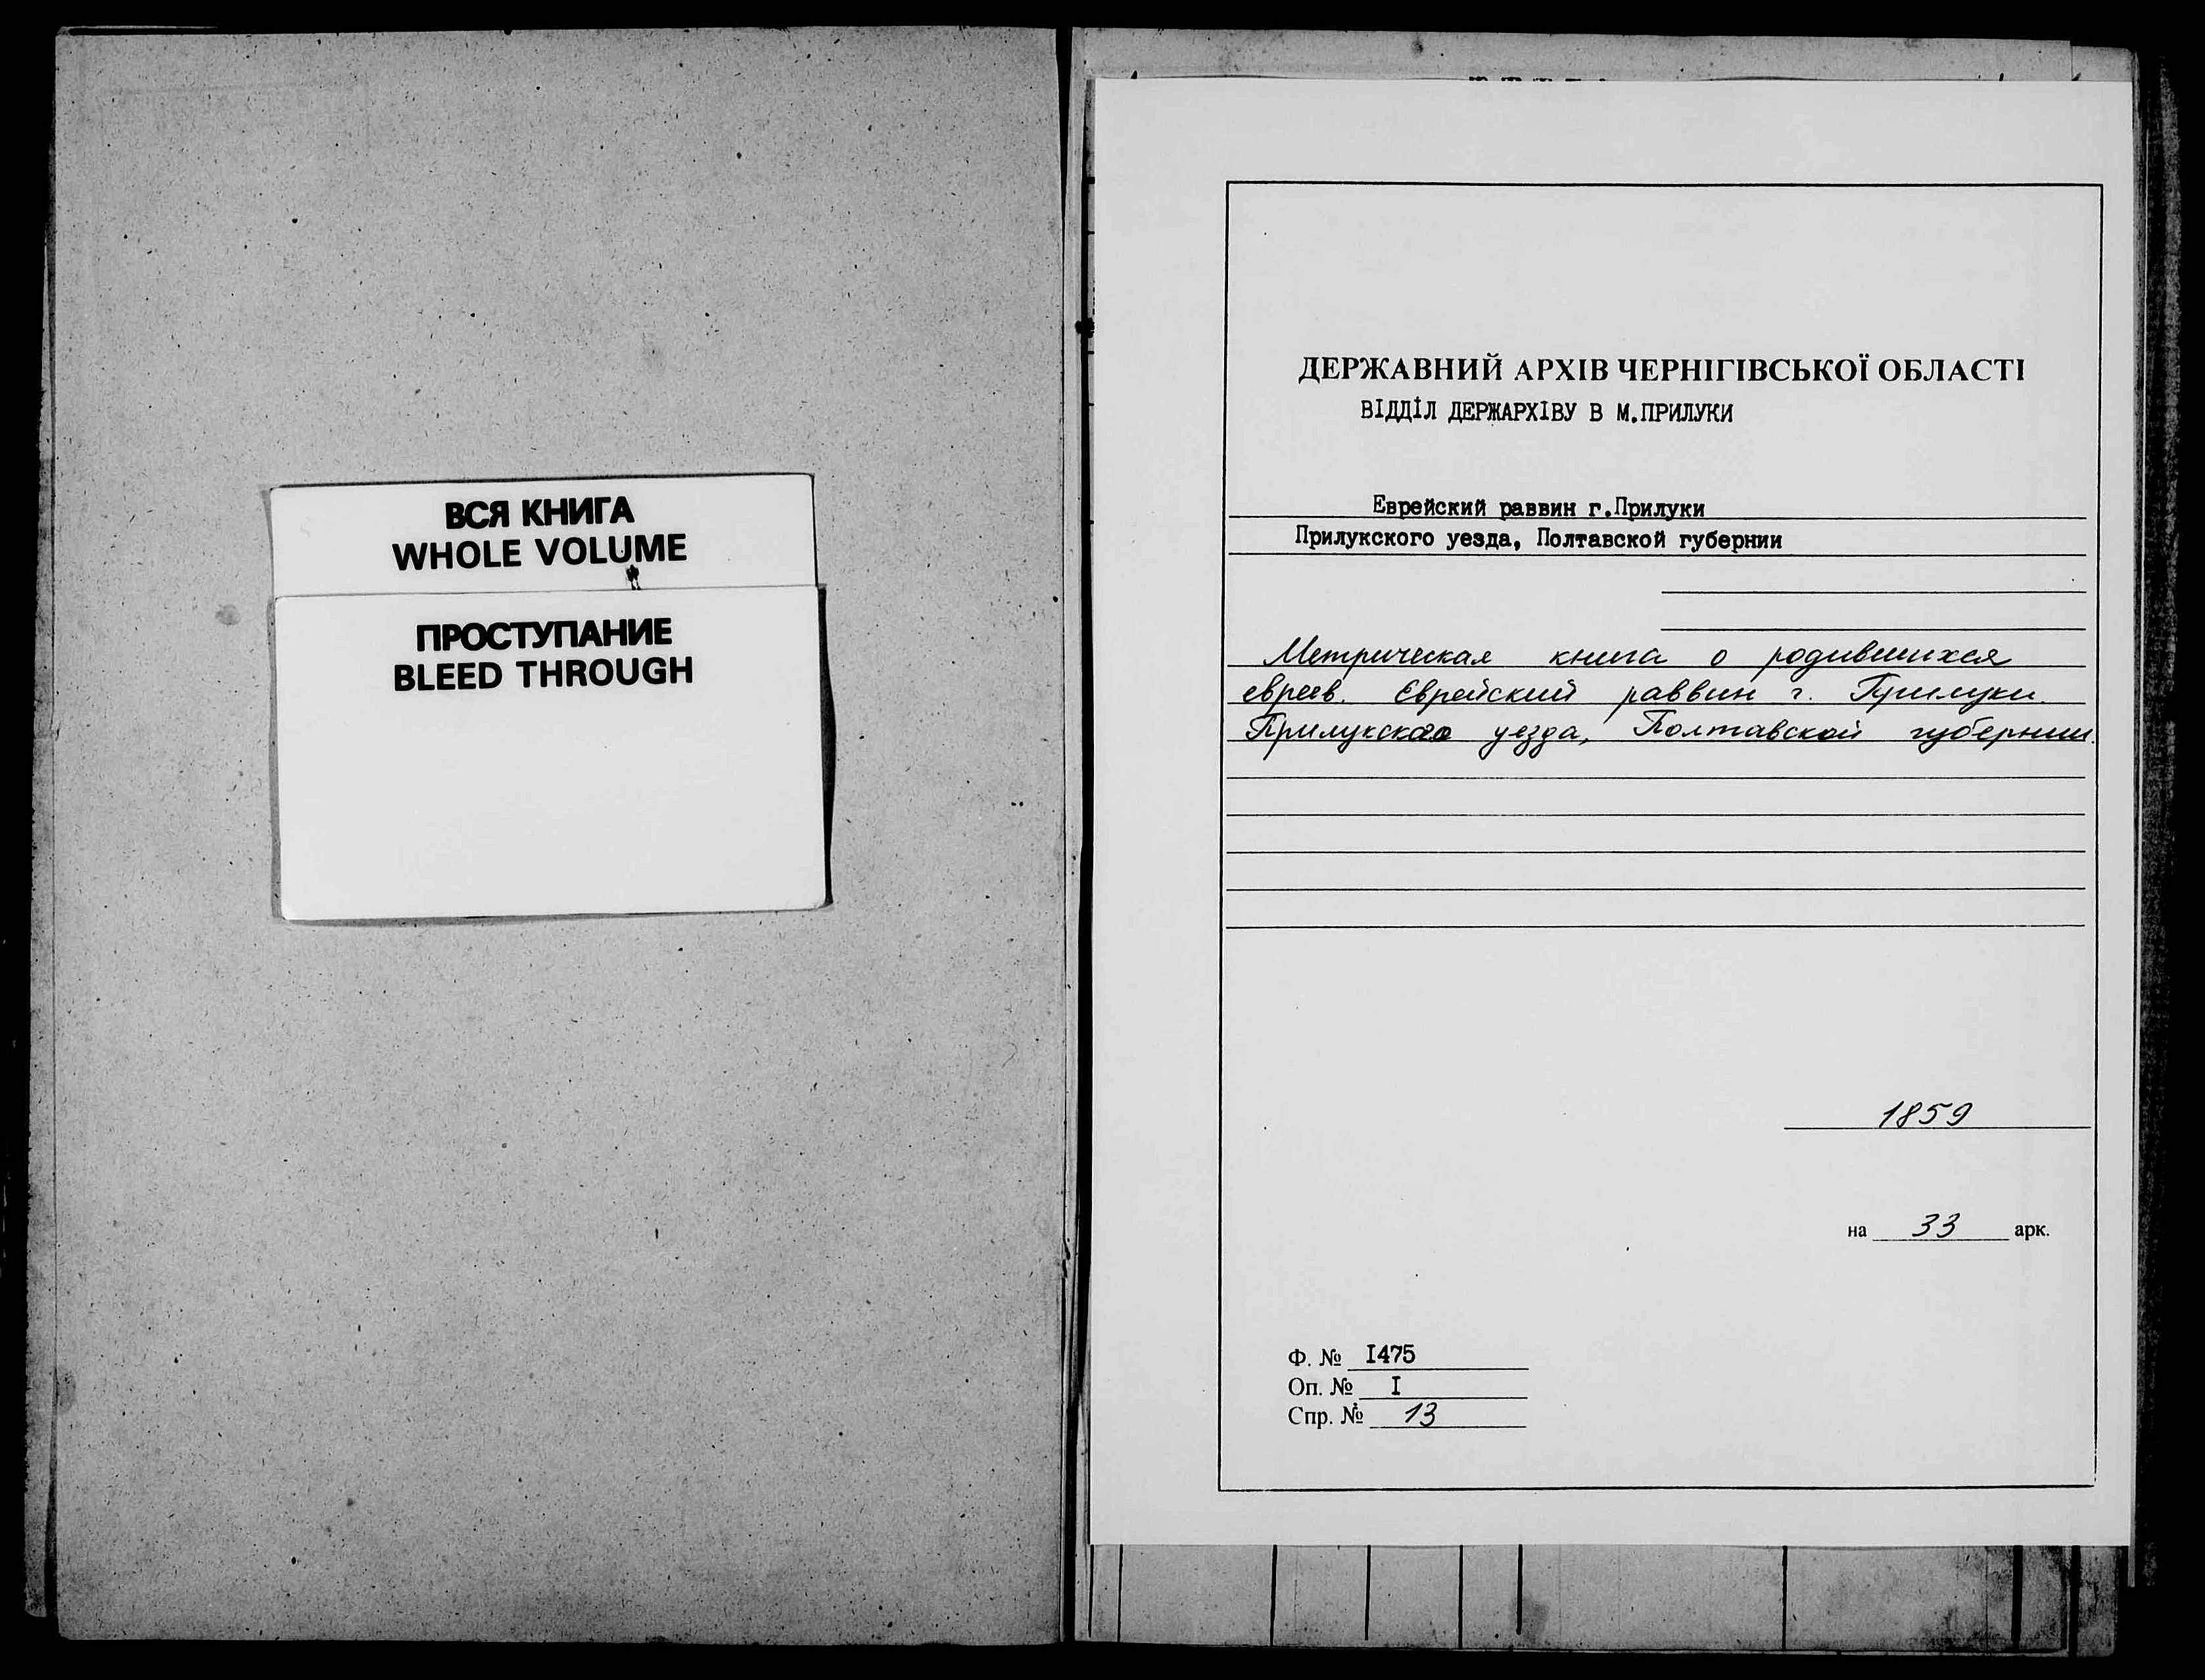 ВСЯ КНИГА
WHOLE VOLUME
ПРОСТУПАНИЕ
BLEED THROUGH
ДЕРЖАВНИЙ АРХІВ ЧЕРНІГІВСЬКОЇ ОБЛАСТІ
ВІДДІЛ ДЕРЖАРХІВУ В М.ПРИЛУКИ
Еврейский раввин г.Прилуки
Прилукского уезда, Полтавской губернии
Метрическая книга о родившихся
евреев. Еврейский раввин г. Прилуки
Прилукского уезда, Полтавской губернии.
1859
на 33 арк.
Ф. № I475
Оп. № I
Спр. № 13